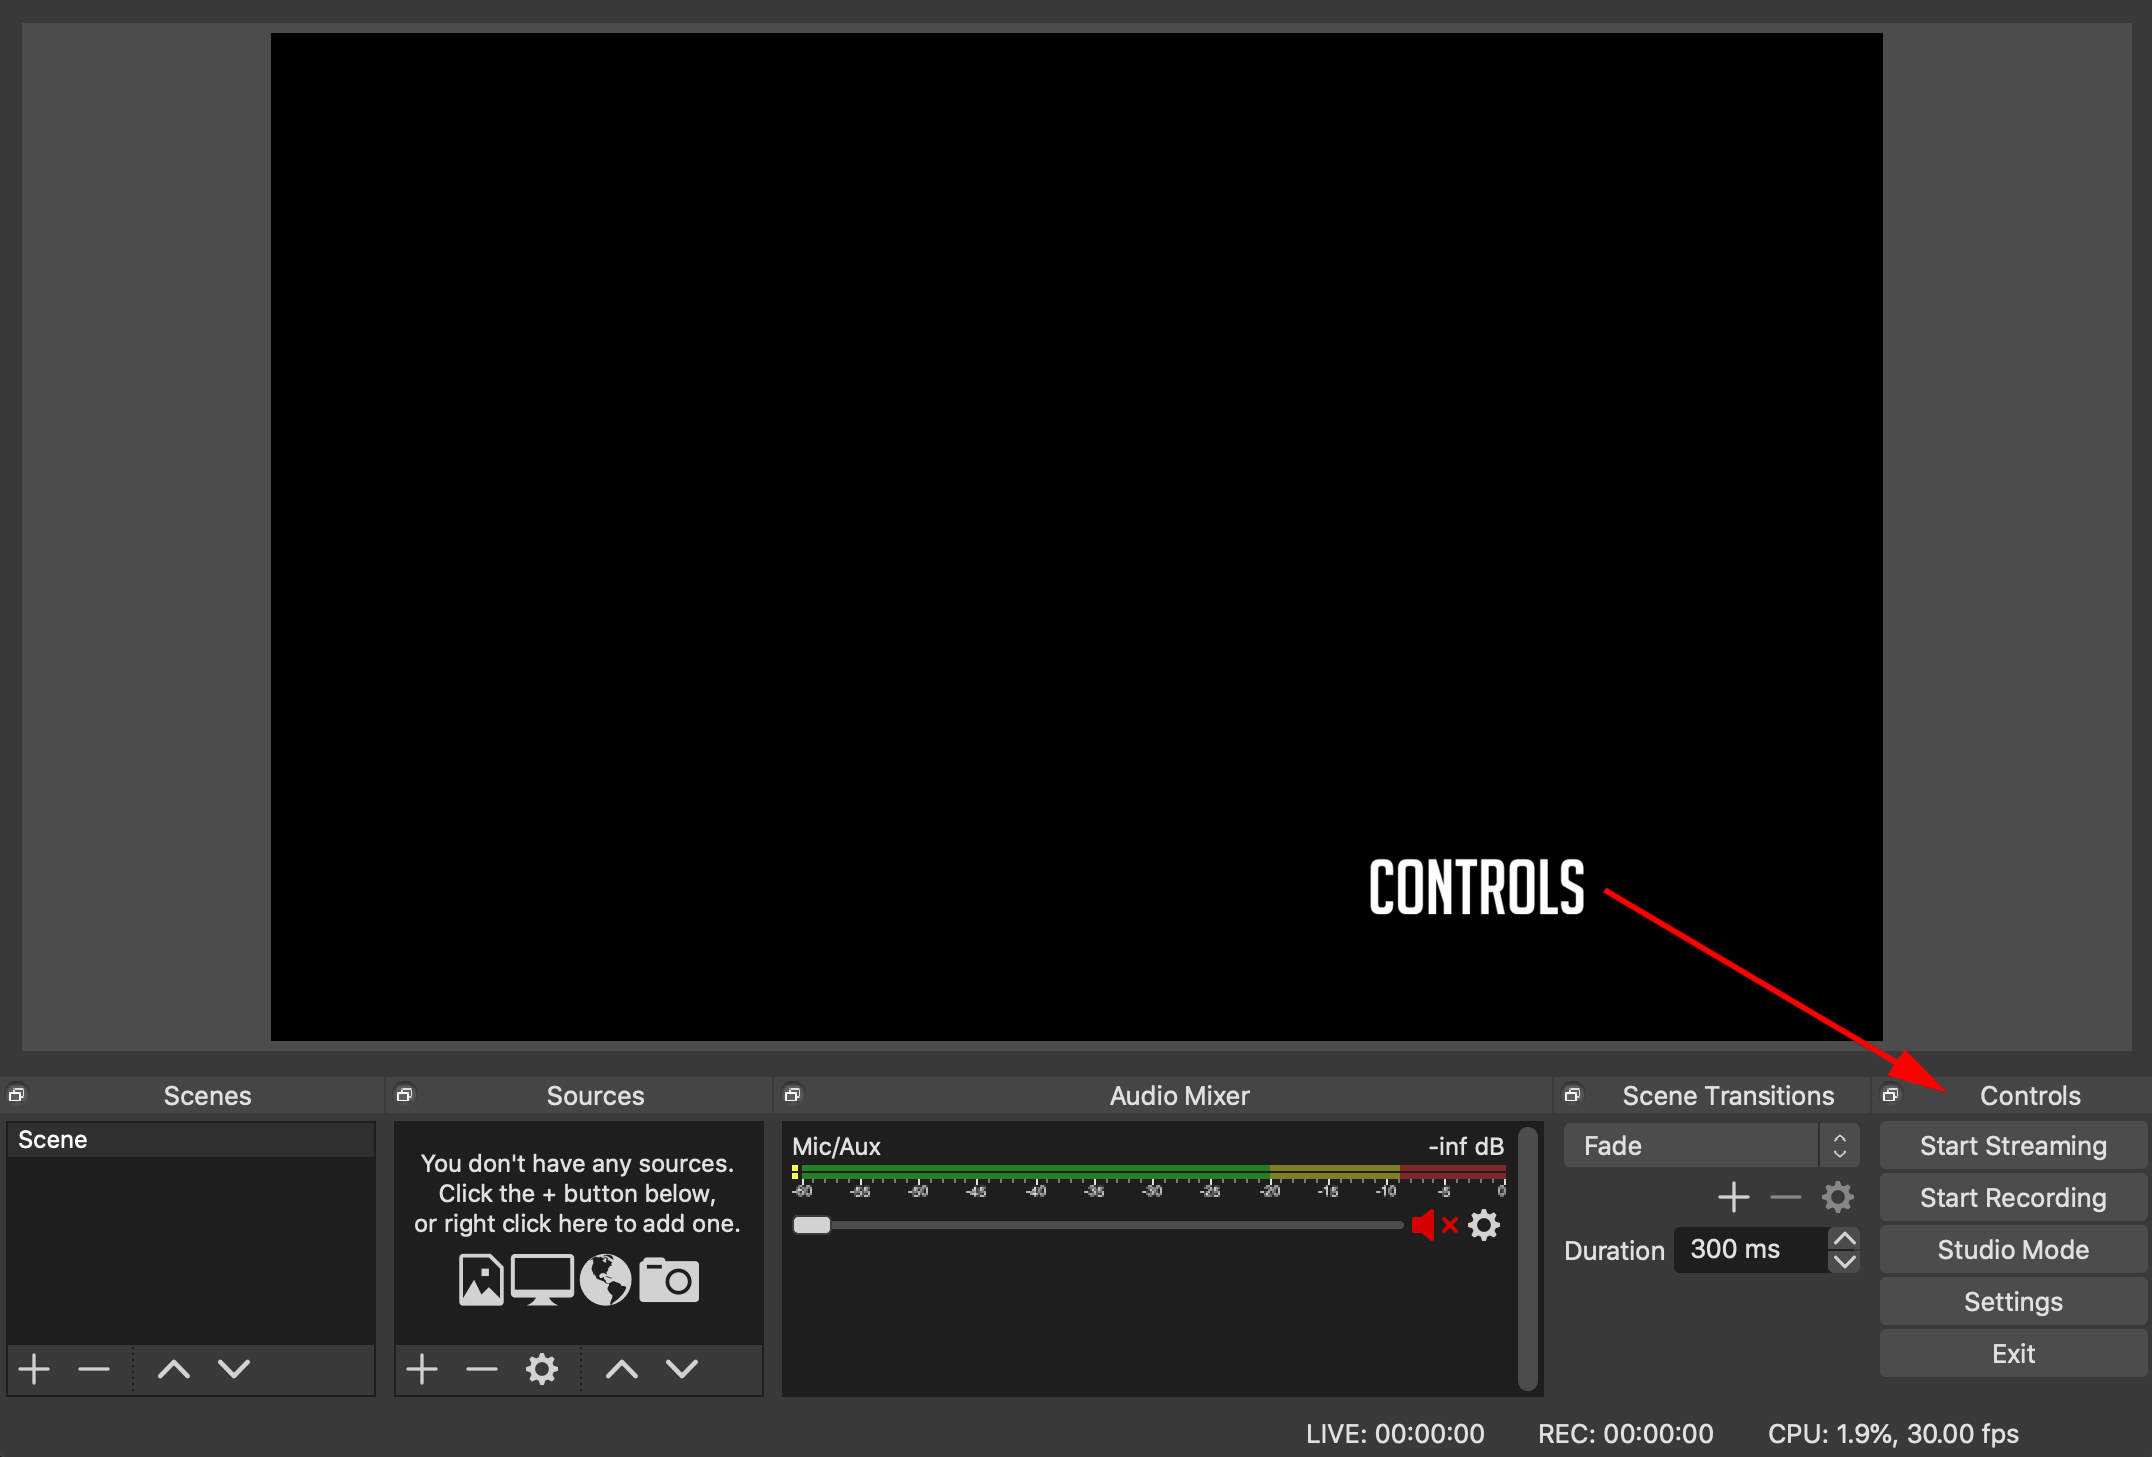 CONTROLS
Scenes
Sources
Audio Mixer
Scene Transitions
Controls
Scene
You don't have any sources.
Click the + button below,
or right click here to add one.
Mic/Aux
-inf dB
-60 -55 -50 -45 -40 -35 -30 -25 -20 -15 -10 -5 0
Fade
Duration 300 ms
Start Streaming
Start Recording
Studio Mode
Settings
Exit
LIVE: 00:00:00 REC: 00:00:00 CPU: 1.9%, 30.00 fps